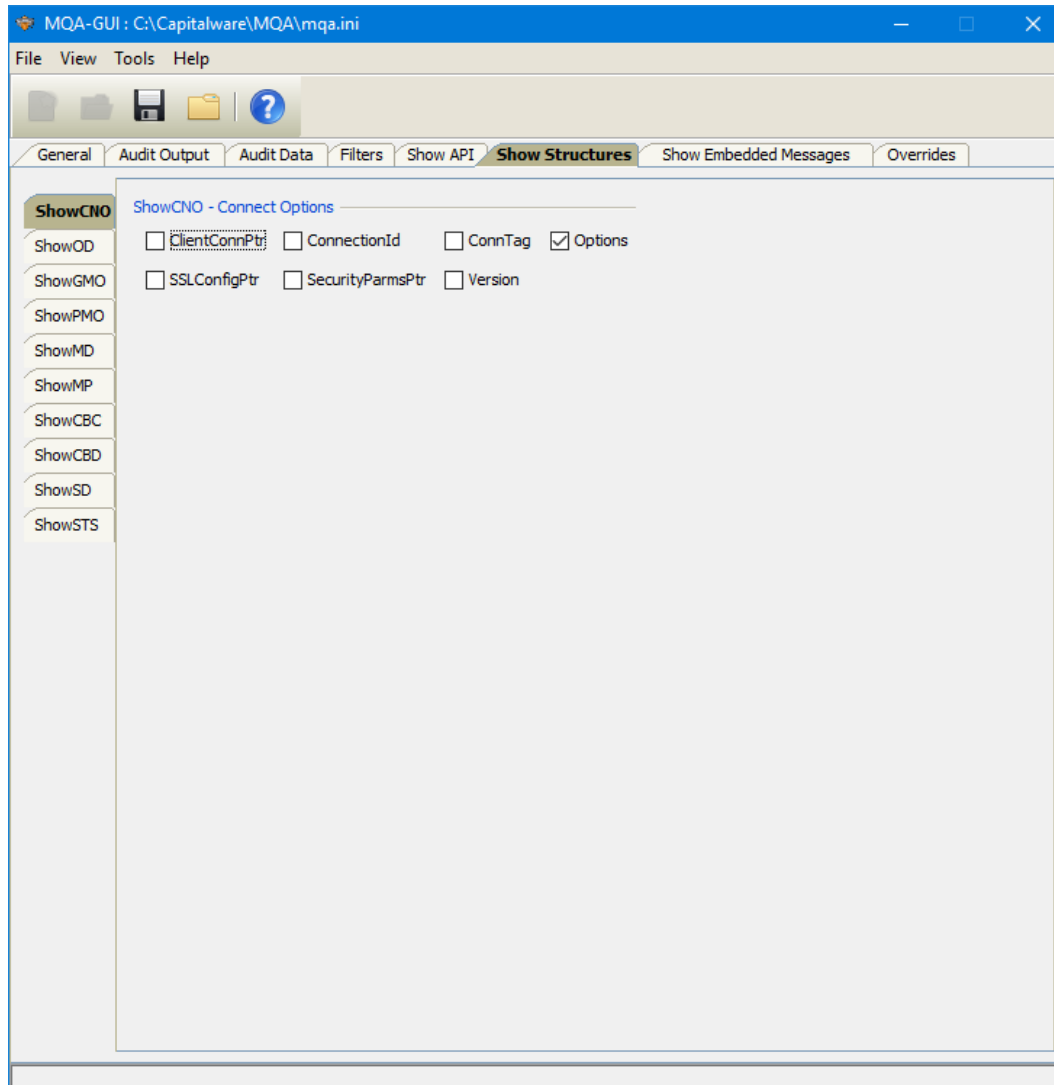 MQA-GUI : C:\Capitalware\MQA\mqa.ini
File View Tools Help
General Audit Output Audit Data Filters Show API Show Structures Show Embedded Messages Overrides
ShowCNO
ShowOD
ShowGMO
ShowPMO
ShowMD
ShowMP
ShowCBC
ShowCBD
ShowSD
ShowSTS
ShowCNO - Connect Options
ClientConnPtr ConnectionId ConnTag Options
SSLConfigPtr SecurityParmsPtr Version